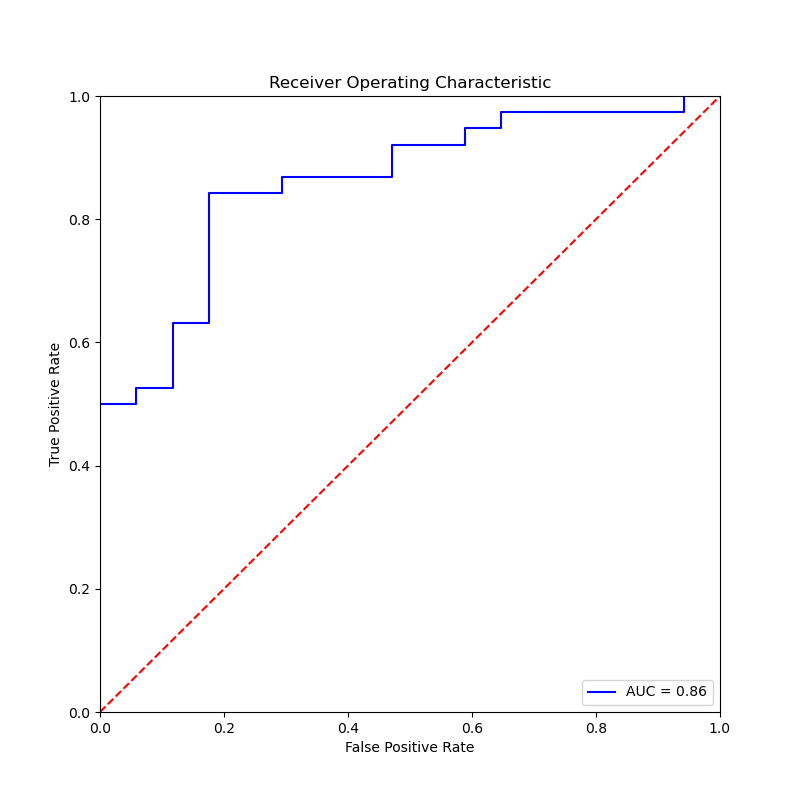 Receiver Operating Characteristic
1.0
0.8
0.6
0.4
0.2
0.0
True Positive Rate
AUC = 0.86
0.0 0.2 0.4 0.6 0.8 1.0
False Positive Rate